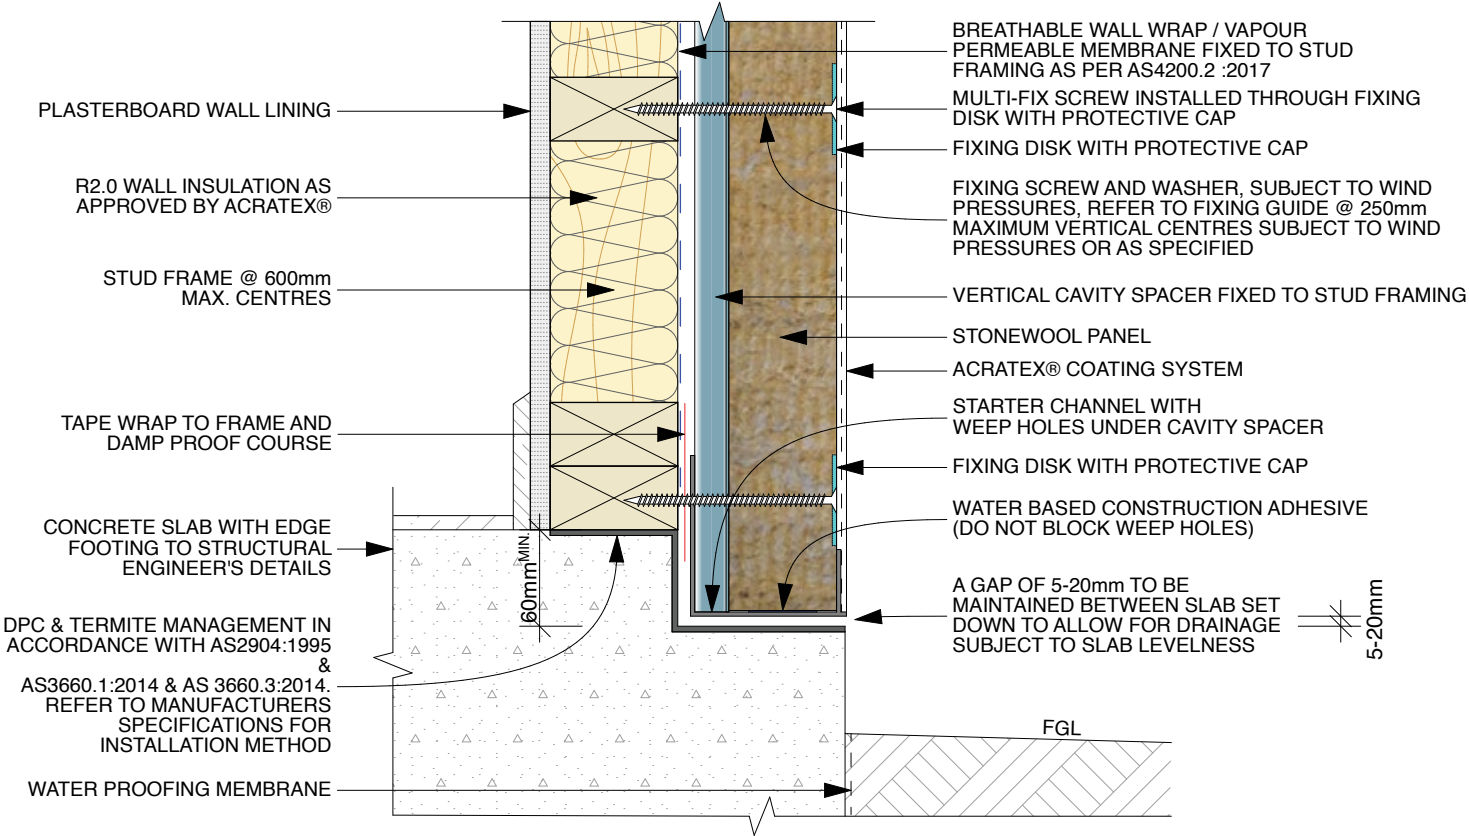 PLASTERBOARD WALL LINING
R2.0 WALL INSULATION AS
APPROVED BY ACRATEX®
STUD FRAME @ 600mm
MAX. CENTRES
TAPE WRAP TO FRAME AND
DAMP PROOF COURSE
CONCRETE SLAB WITH EDGE
FOOTING TO STRUCTURAL
ENGINEER'S DETAILS
DPC & TERMITE MANAGEMENT IN
ACCORDANCE WITH AS2904:1995
&
AS3660.1:2014 & AS 3660.3:2014.
REFER TO MANUFACTURERS
SPECIFICATIONS FOR
INSTALLATION METHOD
WATER PROOFING MEMBRANE
60mm MIN.
BREATHABLE WALL WRAP / VAPOUR
PERMEABLE MEMBRANE FIXED TO STUD
FRAMING AS PER AS4200.2 :2017
MULTI-FIX SCREW INSTALLED THROUGH FIXING
DISK WITH PROTECTIVE CAP
FIXING DISK WITH PROTECTIVE CAP
FIXING SCREW AND WASHER, SUBJECT TO WIND
PRESSURES, REFER TO FIXING GUIDE @ 250mm
MAXIMUM VERTICAL CENTRES SUBJECT TO WIND
PRESSURES OR AS SPECIFIED
VERTICAL CAVITY SPACER FIXED TO STUD FRAMING
STONEWOOL PANEL
ACRATEX® COATING SYSTEM
STARTER CHANNEL WITH
WEEP HOLES UNDER CAVITY SPACER
FIXING DISK WITH PROTECTIVE CAP
WATER BASED CONSTRUCTION ADHESIVE
(DO NOT BLOCK WEEP HOLES)
A GAP OF 5-20mm TO BE
MAINTAINED BETWEEN SLAB SET
DOWN TO ALLOW FOR DRAINAGE
SUBJECT TO SLAB LEVELNESS
5-20mm
FGL